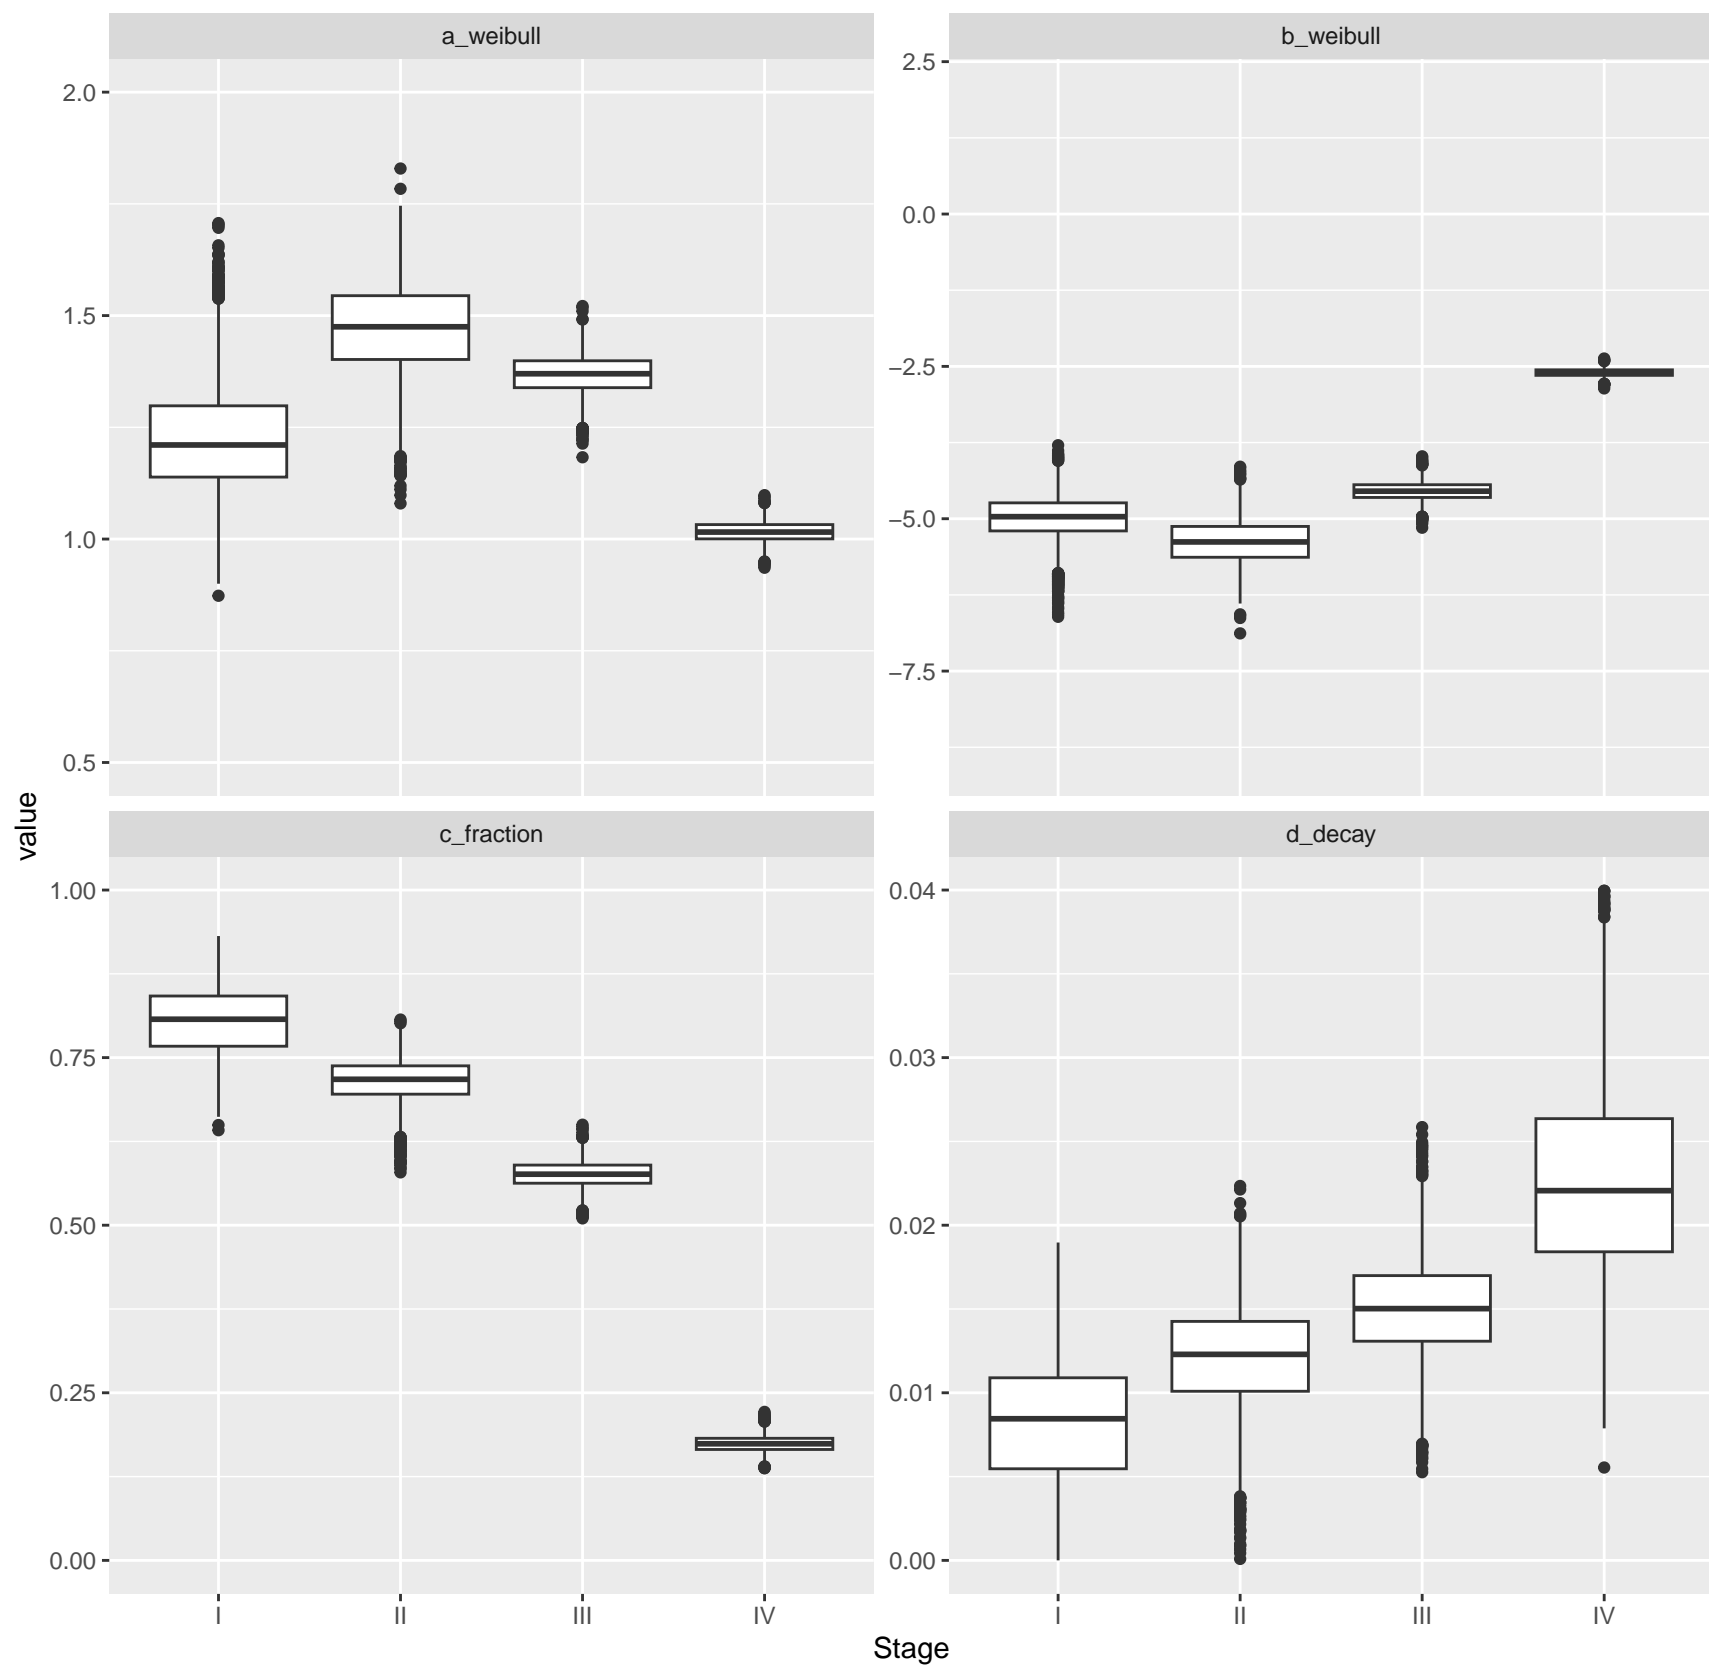 a_weibull
b_weibull
2.0
1.5
1.0
0.5
2.5
0.0
−2.5
−5.0
−7.5
value
c_fraction
d_decay
1.00
0.75
0.50
0.25
0.00
0.04
0.03
0.02
0.01
0.00
I II III IV
I II III IV
Stage